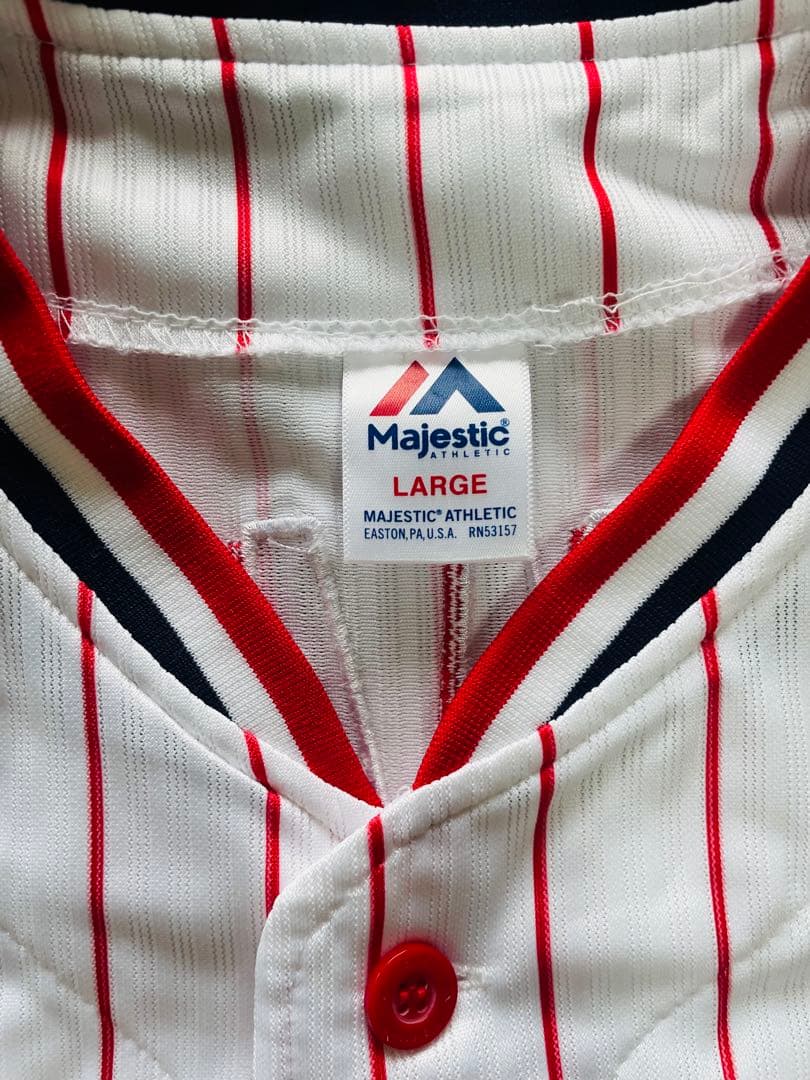 Majestic®
ATHLETIC
LARGE
MAJESTIC® ATHLETIC
EASTON, PA, U.S.A. RN53157